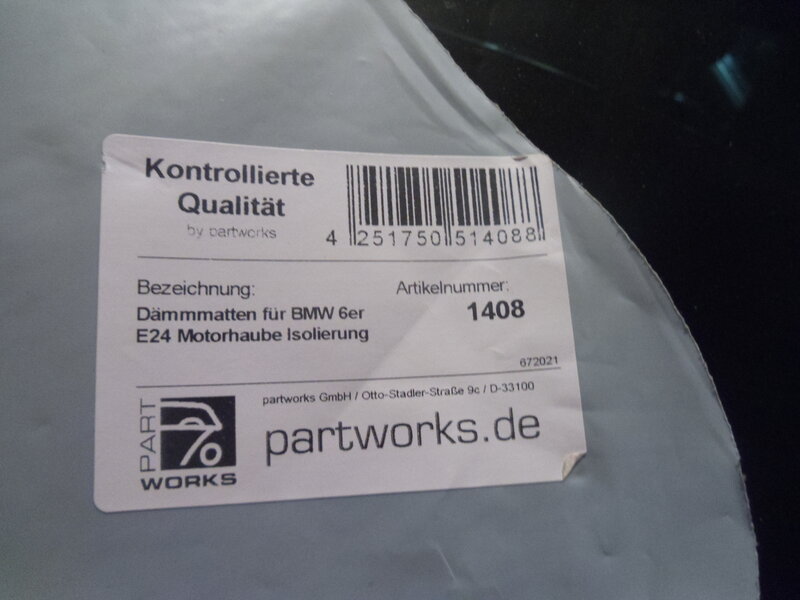 Kontrollierte
Qualität
by partworks
4 251750 514088
Bezeichnung:
Artikelnummer:
Dämmmatten für BMW 6er
E24 Motorhaube Isolierung
1408
672021
partworks GmbH / Otto-Stadler-Straße 9c / D-33100
partworks.de
PART
WORKS